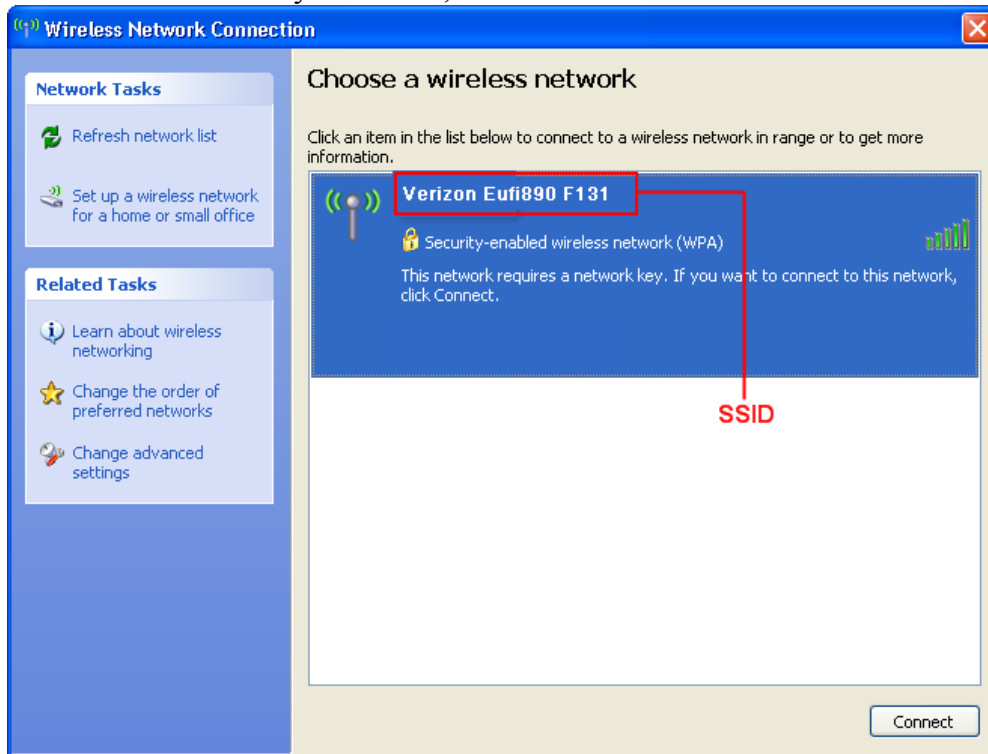 Wireless Network Connection
Network Tasks
Refresh network list
Set up a wireless network
for a home or small office
Related Tasks
Learn about wireless
networking
Change the order of
preferred networks
Change advanced
settings
Choose a wireless network
Click an item in the list below to connect to a wireless network in range or to get more
information.
Verizon Eufi890 F131
Security-enabled wireless network (WPA)
This network requires a network key. If you want to connect to this network,
click Connect.
SSID
Connect